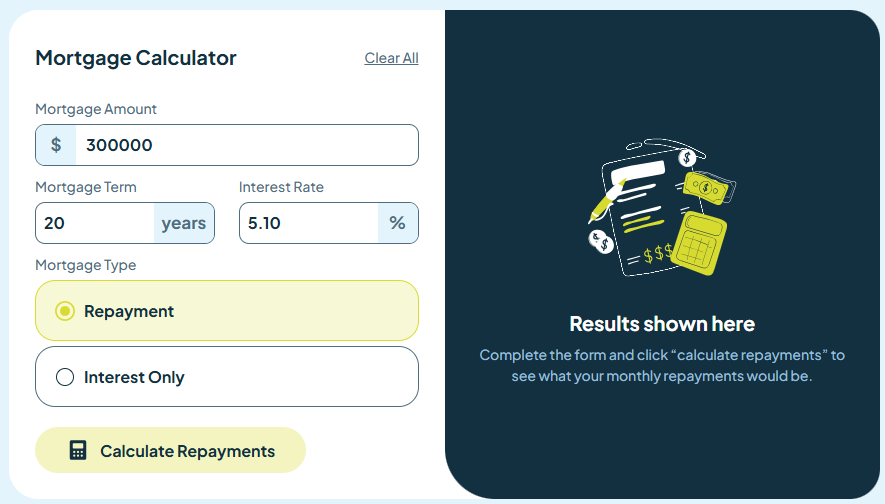 Mortgage Calculator
Clear All
Mortgage Amount
$ 300000
Mortgage Term
Interest Rate
20 years
5.10 %
Mortgage Type
Repayment
Interest Only
Calculate Repayments
$
$
$ $ $
Results shown here
Complete the form and click “calculate repayments” to
see what your monthly repayments would be.